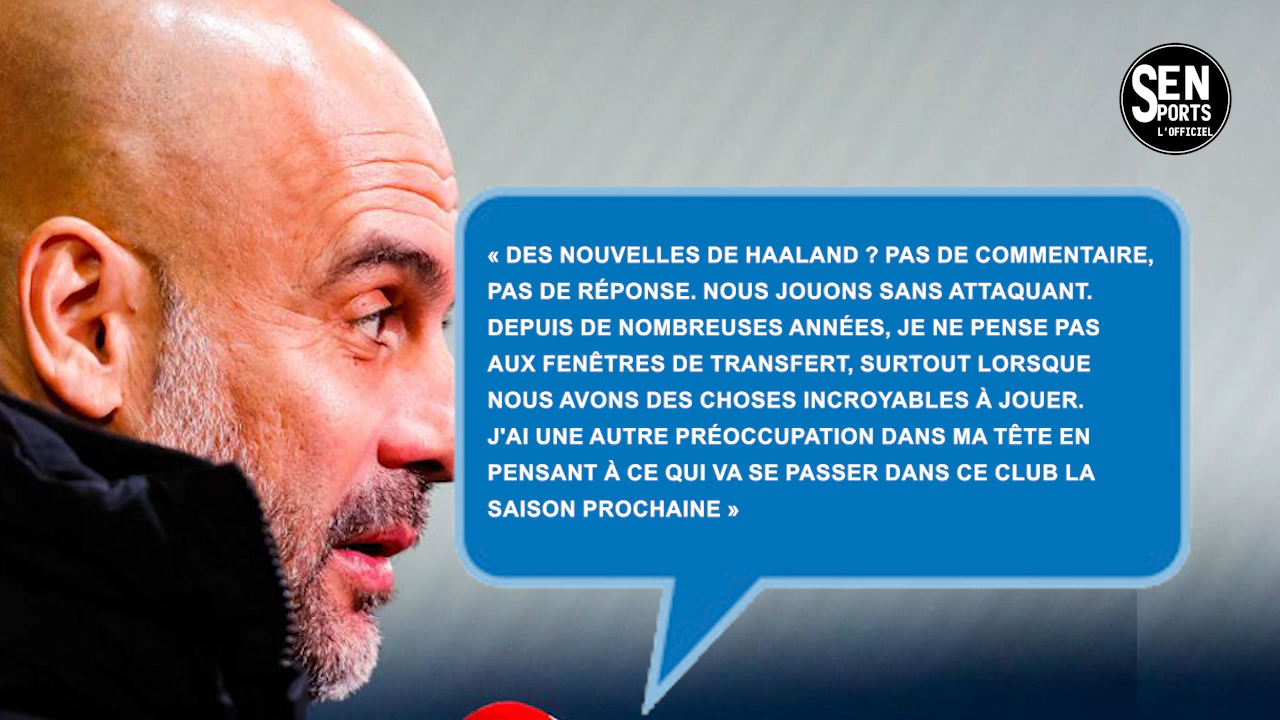 SEN
SPORTS
L'OFFICIEL
« DES NOUVELLES DE HAALAND ? PAS DE COMMENTAIRE,
PAS DE RÉPONSE. NOUS JOUONS SANS ATTAQUANT.
DEPUIS DE NOMBREUSES ANNÉES, JE NE PENSE PAS
AUX FENÊTRES DE TRANSFERT, SURTOUT LORSQUE
NOUS AVONS DES CHOSES INCROYABLES À JOUER.
J'AI UNE AUTRE PRÉOCCUPATION DANS MA TÊTE EN
PENSANT À CE QUI VA SE PASSER DANS CE CLUB LA
SAISON PROCHAINE »